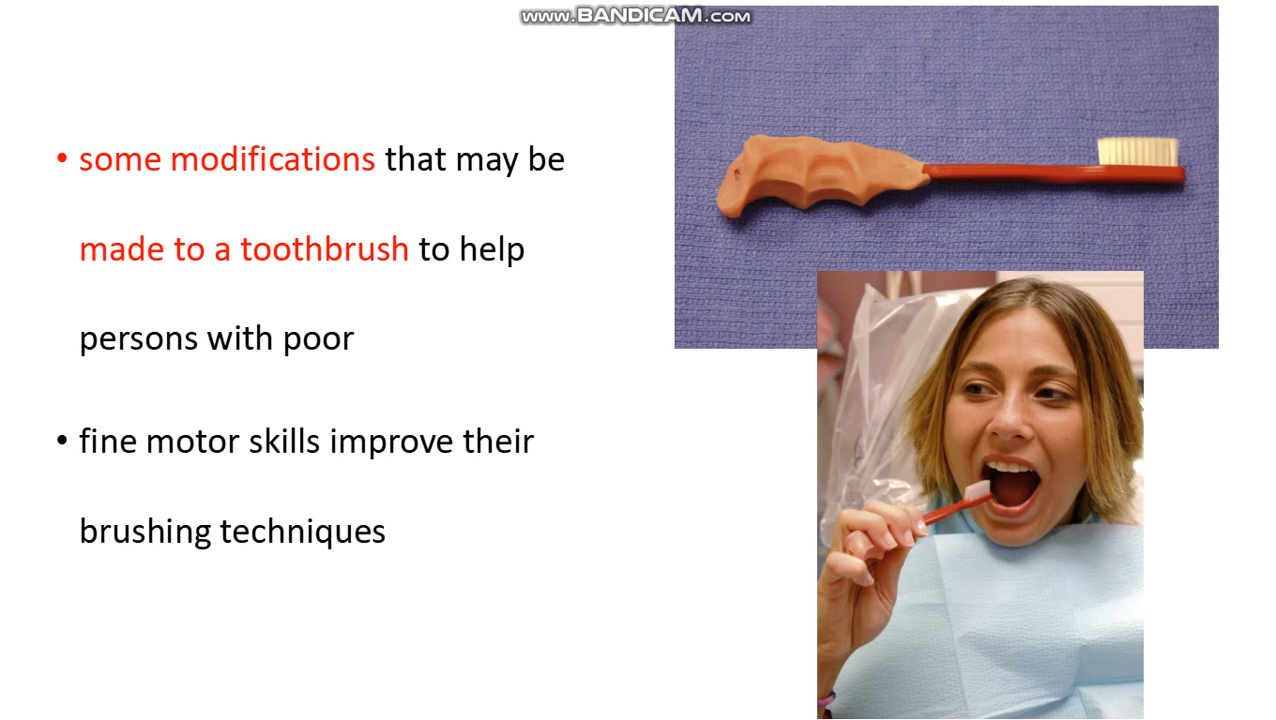 www.BANDICAM.com
• some modifications that may be
made to a toothbrush to help
persons with poor
• fine motor skills improve their
brushing techniques